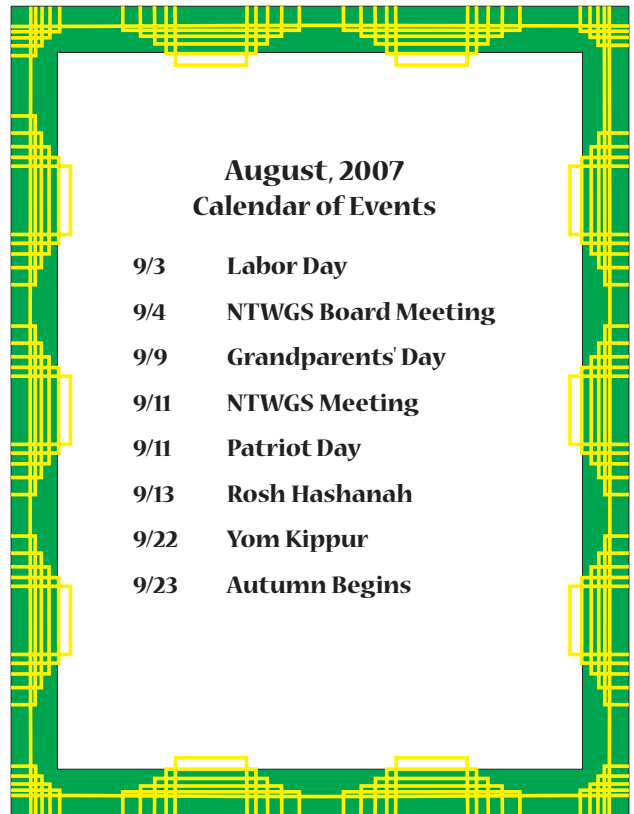 August, 2007
Calendar of Events
9/3 Labor Day
9/4 NTWGS Board Meeting
9/9 Grandparents' Day
9/11 NTWGS Meeting
9/11 Patriot Day
9/13 Rosh Hashanah
9/22 Yom Kippur
9/23 Autumn Begins